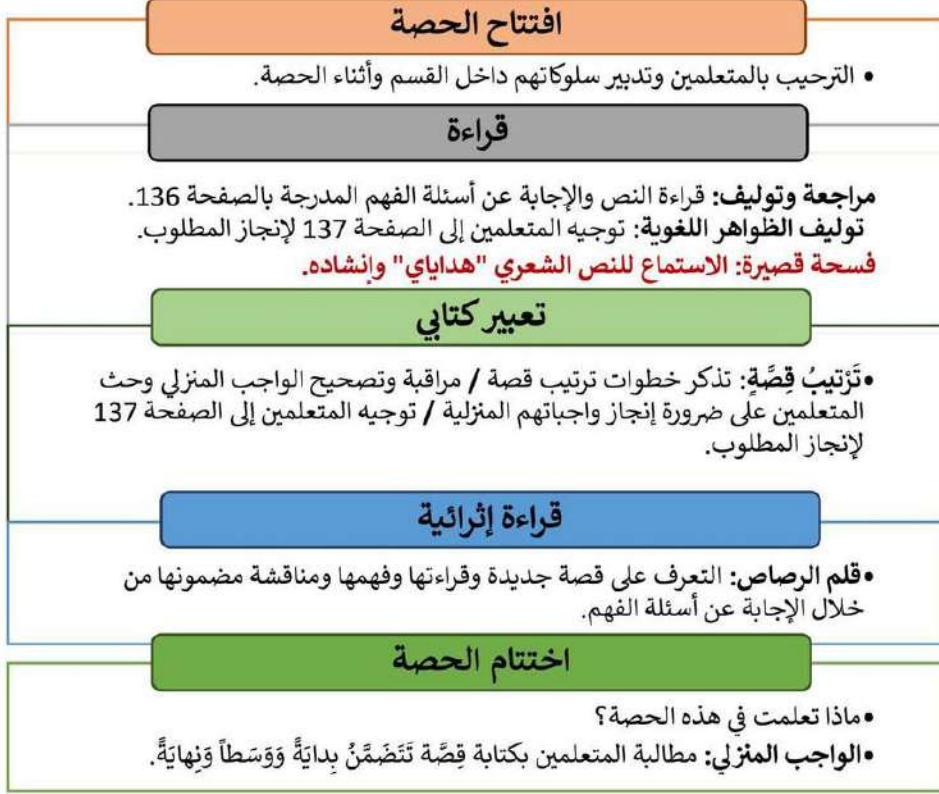 افتتاح الحصة
• الترحيب بالمتعلمين وتدبير سلوكاتهم داخل القسم وأثناء الحصة.
قراءة
مراجعة وتوليف: قراءة النص والإجابة عن أسئلة الفهم المدرجة بالصفحة 136.
توليف الظواهر اللغوية: توجيه المتعلمين إلى الصفحة 137 لإنجاز المطلوب.
فسحة قصيرة: الاستماع للنص الشعري "هداياي" وإنشاده.
تعبير كتابي
•تَرْتيبُ قِصَّةٍ: تذكر خطوات ترتيب قصة / مراقبة وتصحيح الواجب المنزلي وحث
المتعلمين على ضرورة إنجاز واجباتهم المنزلية / توجيه المتعلمين إلى الصفحة 137
لإنجاز المطلوب.
قراءة إثرائية
•قلم الرصاص: التعرف على قصة جديدة وقراءتها وفهمها ومناقشة مضمونها من
خلال الإجابة عن أسئلة الفهم.
اختتام الحصة
•ماذا تعلمت في هذه الحصة؟
•الواجب المنزلي: مطالبة المتعلمين بكتابة قِصَّة تَتَضَمَّنُ بِدايَةً وَوَسَطاً وَنِهايَةً.